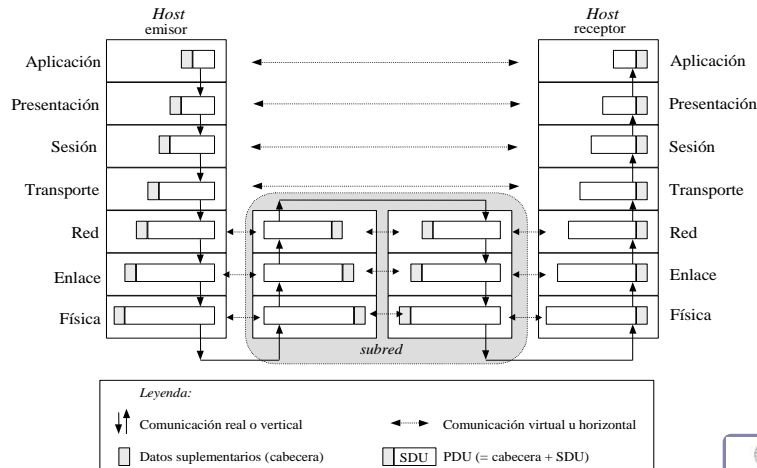 Host
emisor
Host
receptor
Aplicación
Aplicación
Presentación
Presentación
Sesión
Sesión
Transporte
Transporte
Red
Red
Enlace
Enlace
Física
Física
subred
Leyenda:
Comunicación real o vertical
Comunicación virtual u horizontal
Datos suplementarios (cabecera)
SDU PDU (= cabecera + SDU)